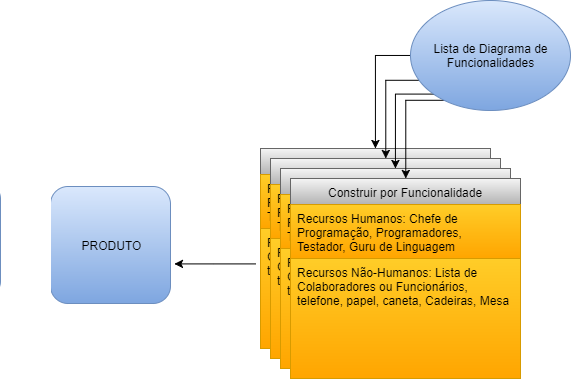 Lista de Diagrama de
Funcionalidades
Construir por Funcionalidade
Recursos Humanos: Chefe de
Programação, Programadores,
Testador, Guru de Linguagem
Recursos Não-Humanos: Lista de
Colaboradores ou Funcionários,
telefone, papel, caneta, Cadeiras, Mesa
PRODUTO